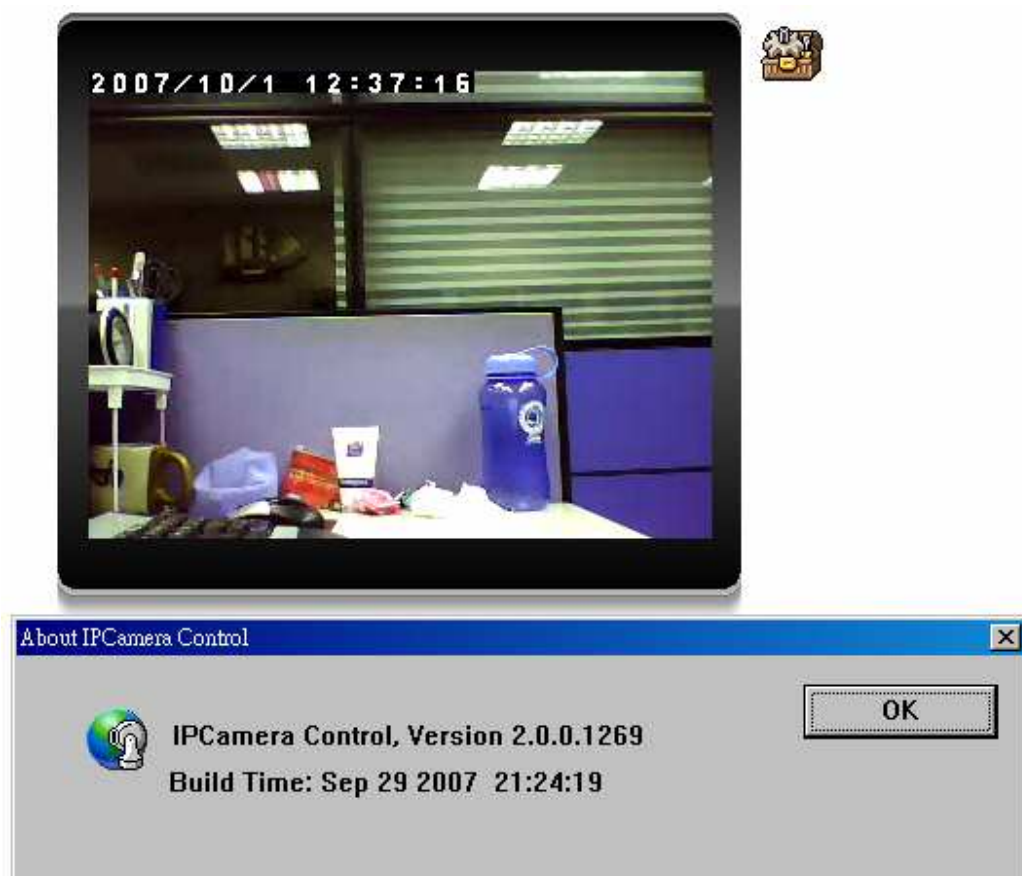 2007/10/1 12:37:16
About IPCamera Control
OK
IPCamera Control, Version 2.0.0.1269
Build Time: Sep 29 2007 21:24:19